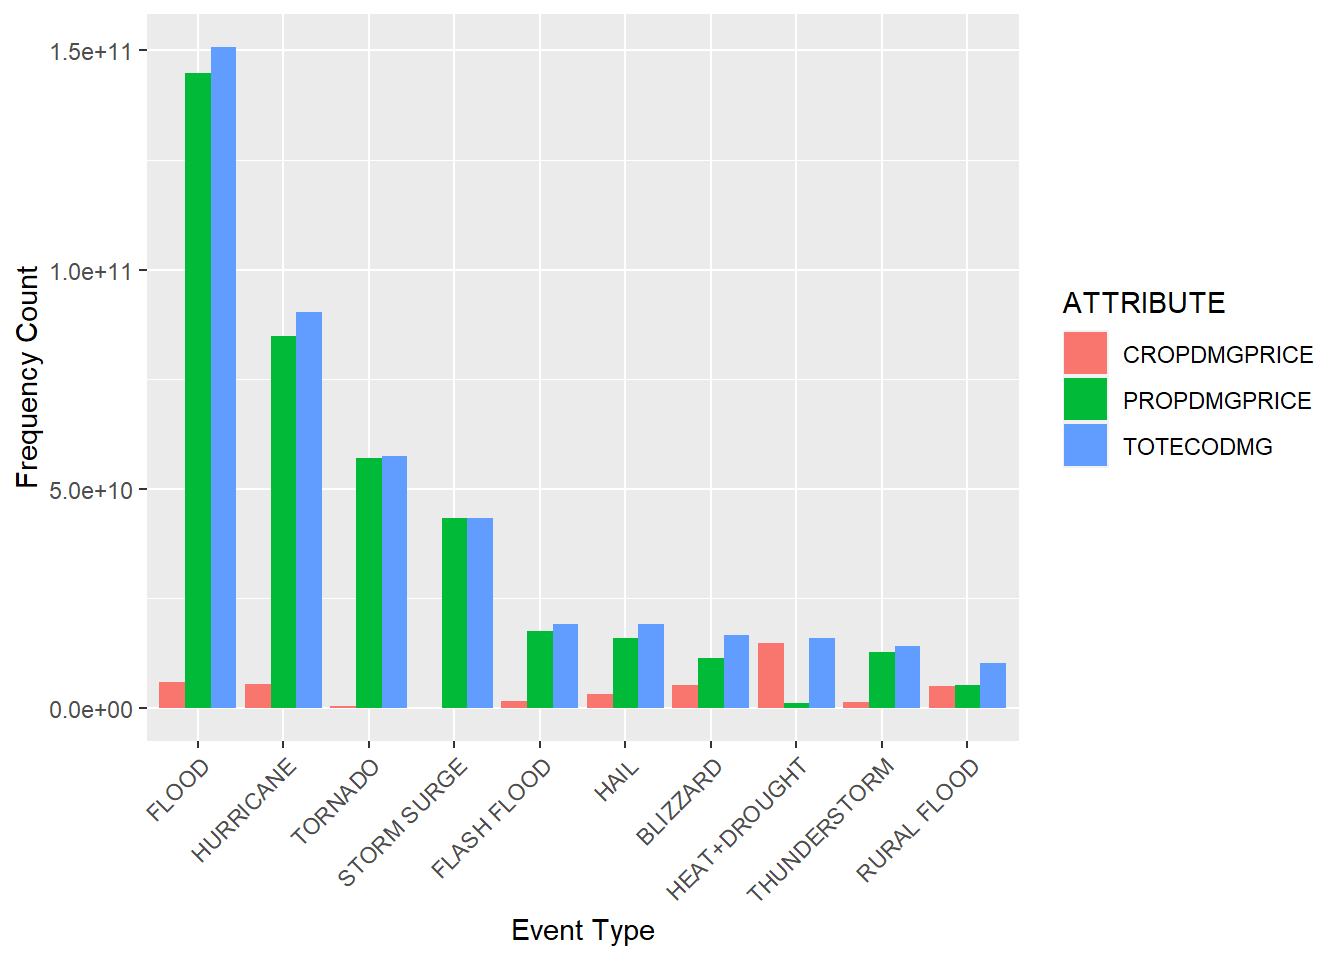 1.5e+11
1.0e+11
5.0e+10
0.0e+00
Frequency Count
FLOOD
HURRICANE
TORNADO
STORM SURGE
FLASH FLOOD
HAIL
BLIZZARD
HEAT+DROUGHT
THUNDERSTORM
RURAL FLOOD
Event Type
ATTRIBUTE
CROPDMGPRICE
PROPDMGPRICE
TOTECODMG